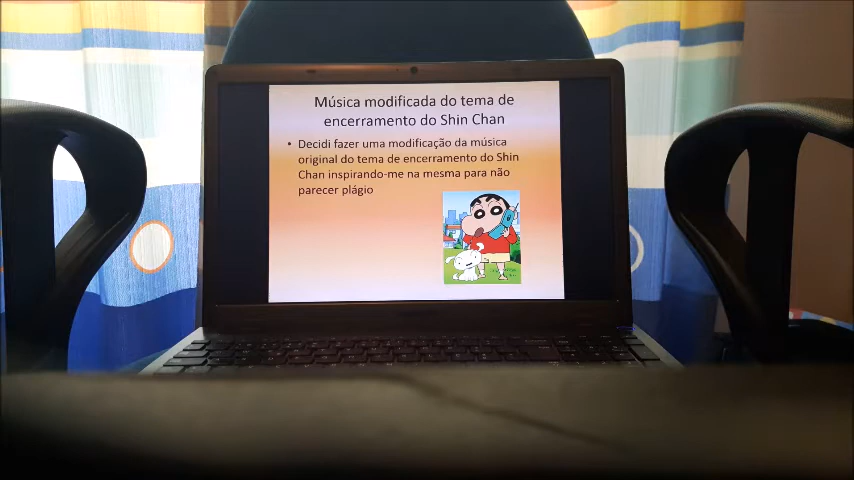 Música modificada do tema de
encerramento do Shin Chan
• Decidi fazer uma modificação da música
original do tema de encerramento do Shin
Chan inspirando-me na mesma para não
parecer plágio